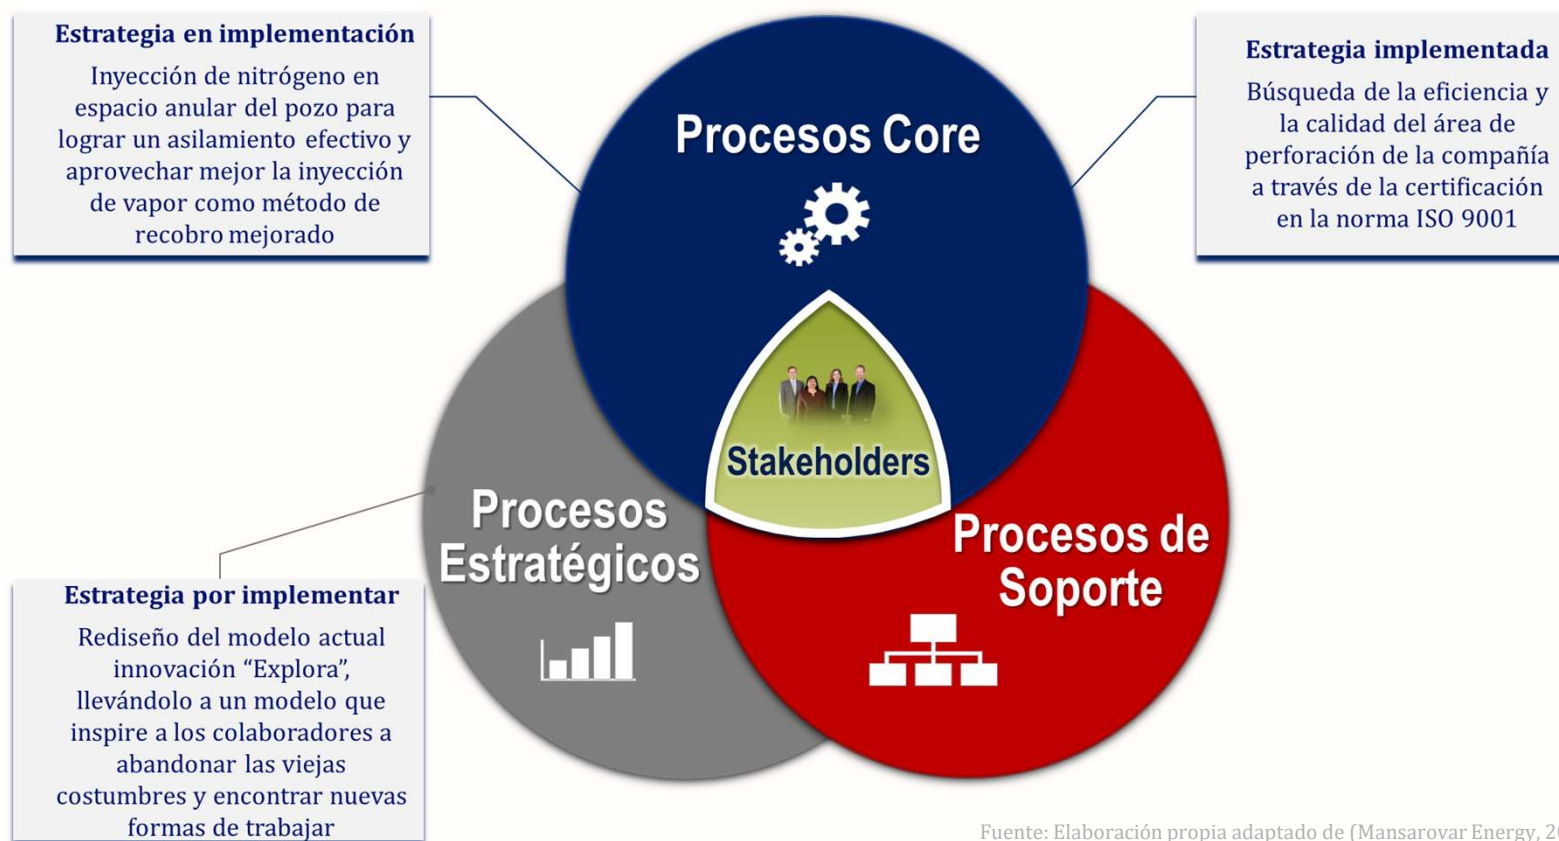 Estrategia en implementación
Inyección de nitrógeno en
espacio anular del pozo para
lograr un asilamiento efectivo y
aprovechar mejor la inyección
de vapor como método de
recobro mejorado
Procesos Core
Estrategia implementada
Búsqueda de la eficiencia y
la calidad del área de
perforación de la compañía
a través de la certificación
en la norma ISO 9001
Stakeholders
Procesos
Estratégicos
Procesos de
Soporte
Estrategia por implementar
Rediseño del modelo actual
innovación “Explora”,
llevándolo a un modelo que
inspire a los colaboradores a
abandonar las viejas
costumbres y encontrar nuevas
formas de trabajar
Fuente: Elaboración propia adaptado de (Mansarovar Energy,